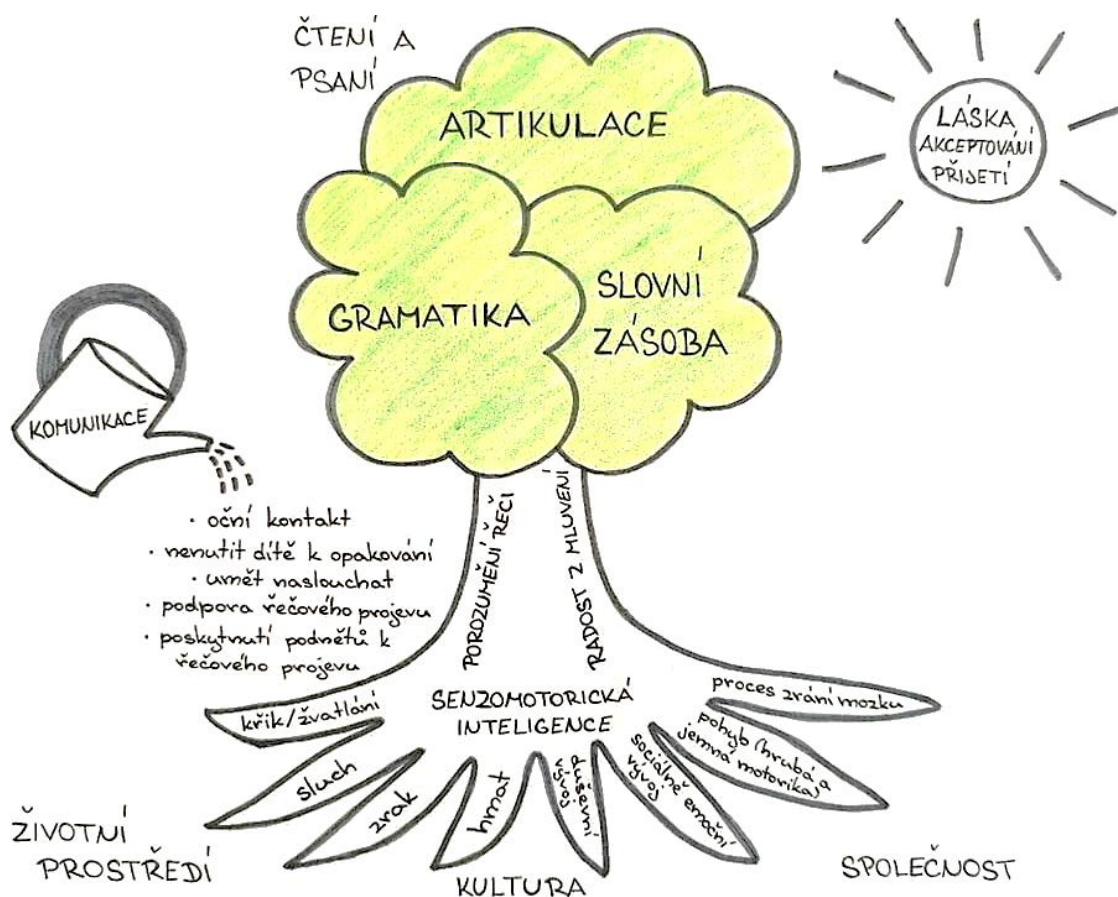 ČTENÍ A
PSANÍ
ARTIKULACE
LÁSKA
AKCEPTOVÁNÍ
PŘIJETÍ
GRAMATIKA
SLOVNÍ
ZÁSOBA
KOMUNIKACE
· oční kontakt
· nenutit dítě k opakování
· umět naslouchat
· podpora řečového projevu
· poskytnutí podnětů k
řečového projevu
POROZUMĚNÍ ŘEČI
RADOST Z MLUVENÍ
SENZOMOTORICKÁ
INTELIGENCE
křik/žvatlání
sluch
zrak
hmat
duševní
vývoj
sociálně emoční
vývoj
pohyb (hrubá a
jemná motorika)
proces zrání mozku
ŽIVOTNÍ
PROSTŘEDÍ
KULTURA
SPOLEČNOST